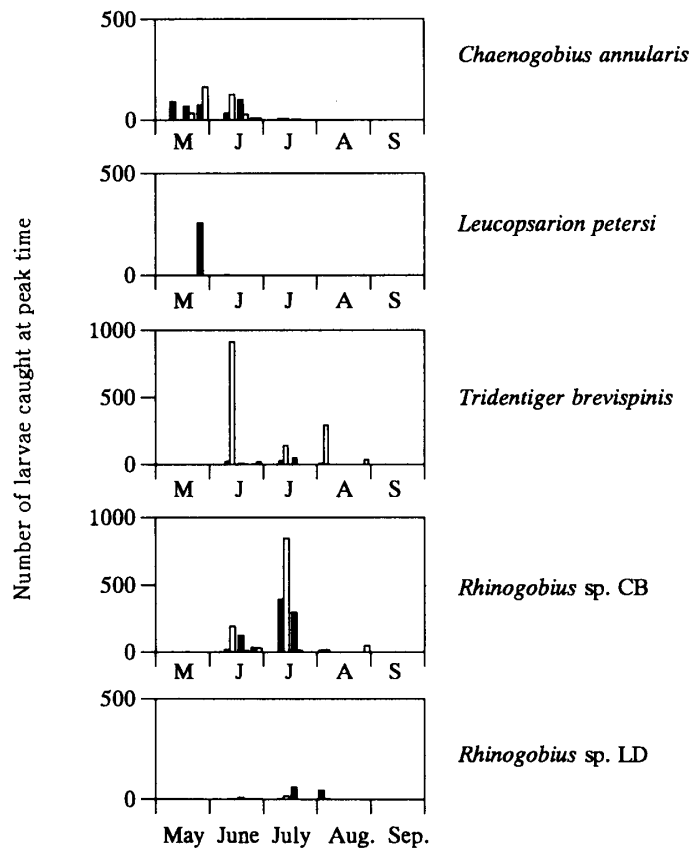 Number of larvae caught at peak time
500
0
M J J A S
Chaenogobius annularis
500
0
M J J A S
Leucopsarion petersi
1000
500
0
M J J A S
Tridentiger brevispinis
1000
500
0
M J J A S
Rhinogobius sp. CB
500
0
May June July Aug. Sep.
Rhinogobius sp. LD